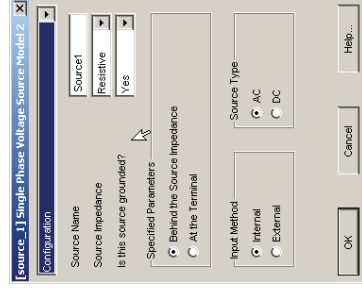 [source_1] Single Phase Voltage Source Model 2
Configuration
Source Name Source1
Source Impedance Resistive
Is this source grounded? Yes
Specified Parameters
Behind the Source Impedance
At the Terminal
Input Method
Internal
External
Source Type
AC
DC
OK Cancel Help...